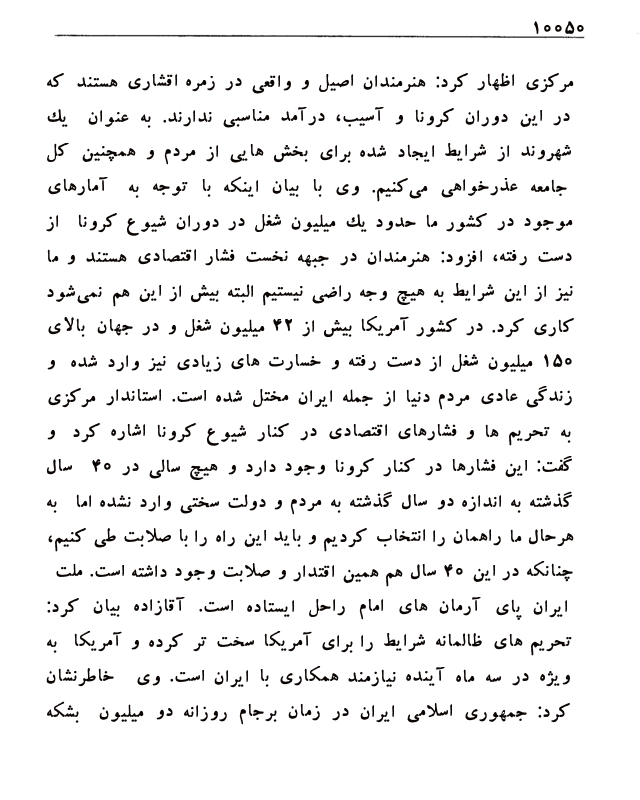 ۱۰۰۵۰
مرکزی اظهار کرد: هنرمندان اصیل و واقعی در زمره اقشاری هستند که
در این دوران کرونا و آسیب، درآمد مناسبی ندارند. به عنوان یك
شهروند از شرایط ایجاد شده برای بخش هایی از مردم و همچنین کل
جامعه عذرخواهی می‌کنیم. وی با بیان اینکه با توجه به آمارهای
موجود در کشور ما حدود یك میلیون شغل در دوران شیوع کرونا از
دست رفته، افزود: هنرمندان در جبهه نخست فشار اقتصادی هستند و ما
نیز از این شرایط به هیچ وجه راضی نیستیم البته بیش از این هم نمی‌شود
کاری کرد. در کشور آمریکا بیش از ۴۲ میلیون شغل و در جهان بالای
۱۵۰ میلیون شغل از دست رفته و خسارت های زیادی نیز وارد شده و
زندگی عادی مردم دنیا از جمله ایران مختل شده است. استاندار مرکزی
به تحریم ها و فشارهای اقتصادی در کنار شیوع کرونا اشاره کرد و
گفت: این فشارها در کنار کرونا وجود دارد و هیچ سالی در ۴۰ سال
گذشته به اندازه دو سال گذشته به مردم و دولت سختی وارد نشده اما به
هرحال ما راهمان را انتخاب کردیم و باید این راه را با صلابت طی کنیم،
چنانکه در این ۴۰ سال هم همین اقتدار و صلابت وجود داشته است. ملت
ایران پای آرمان های امام راحل ایستاده است. آقازاده بیان کرد:
تحریم های ظالمانه شرایط را برای آمریکا سخت تر کرده و آمریکا به
ویژه در سه ماه آینده نیازمند همکاری با ایران است. وی خاطرنشان
کرد: جمهوری اسلامی ایران در زمان برجام روزانه دو میلیون بشکه